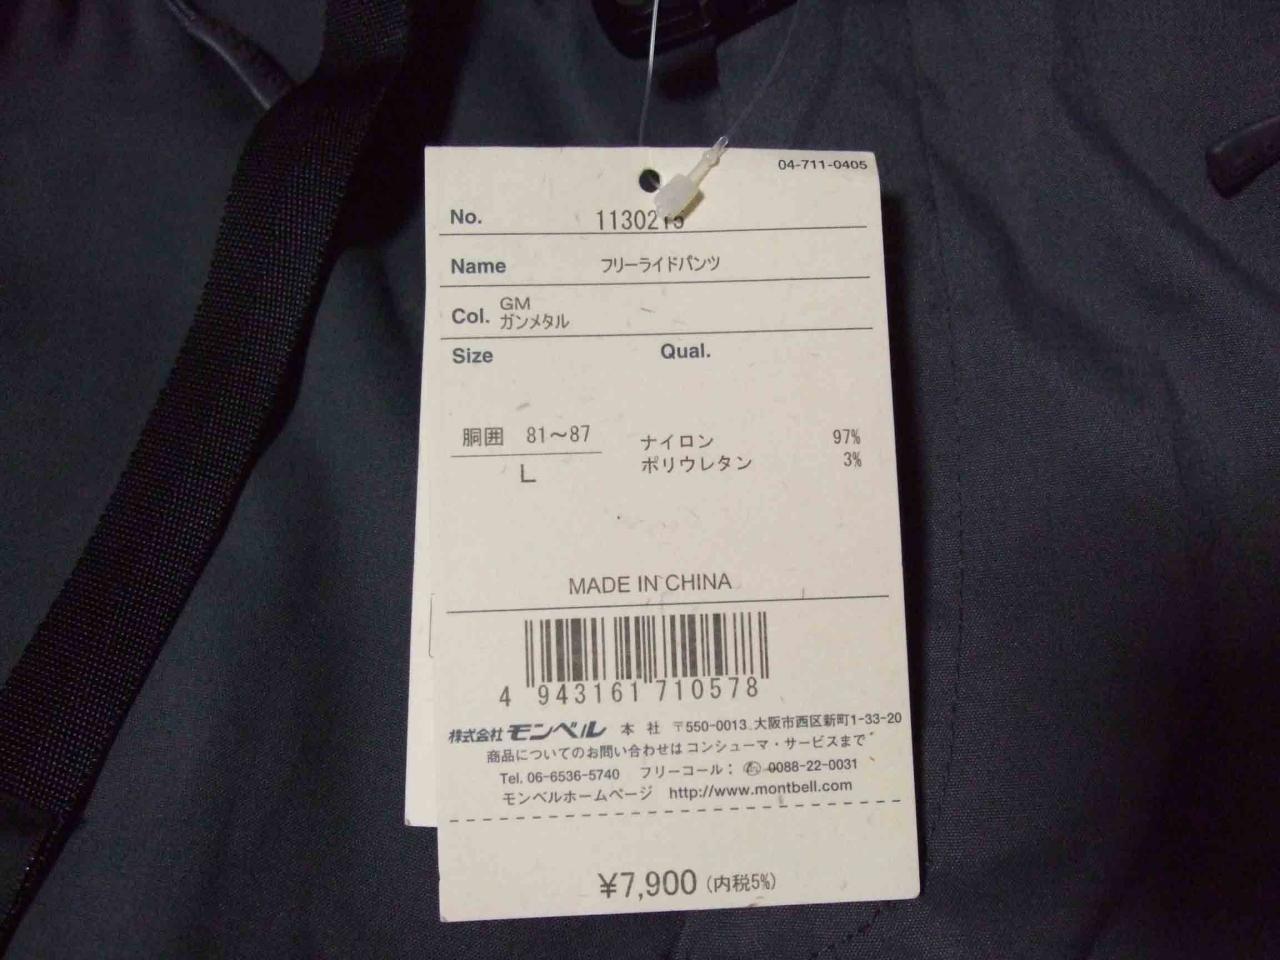 04-711-0405
No. 1130215
Name フリーライドパンツ
GM
Col. ガンメタル
Size Qual.
胴囲 81〜87 ナイロン 97%
L ポリウレタン 3%
MADE IN CHINA
4 943161 710578
株式会社 モンベル 本社 〒550-0013 大阪市西区新町1-33-20
商品についてのお問い合わせは コンシューマ・サービスまで
Tel. 06-6536-5740 フリーコール: 0088-22-0031
モンベルホームページ http://www.montbell.com
¥7,900 (内税5%)